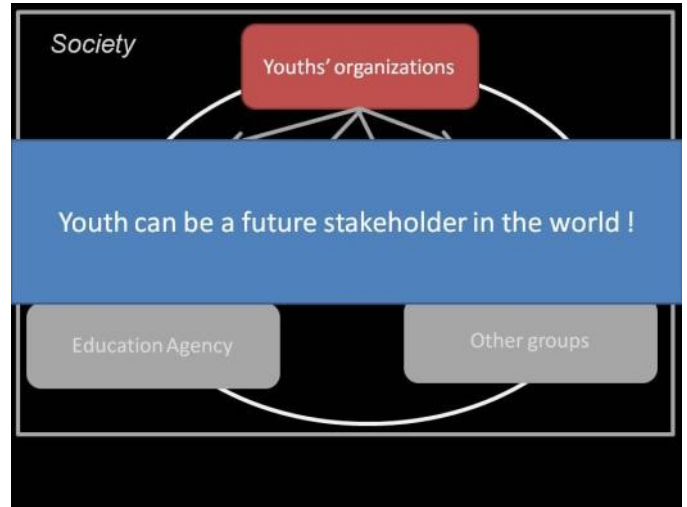 Society
Youths' organizations
Youth can be a future stakeholder in the world !
Education Agency
Other groups